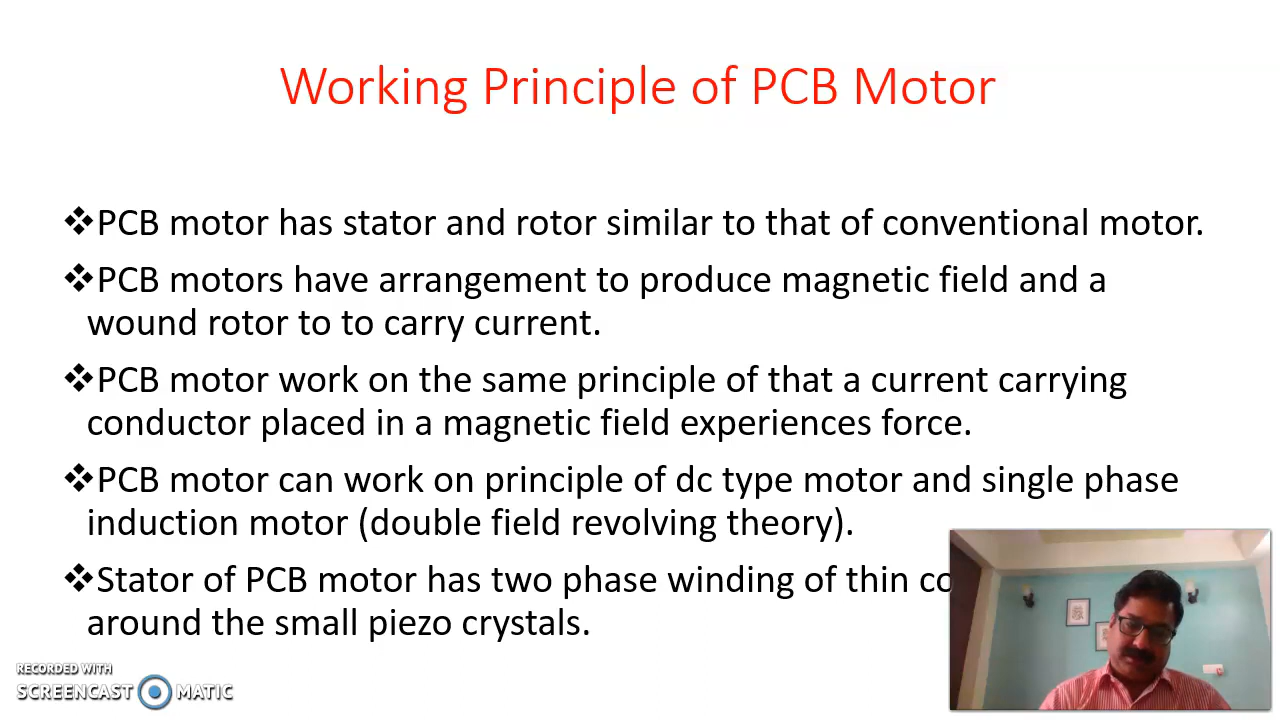 Working Principle of PCB Motor
❖PCB motor has stator and rotor similar to that of conventional motor.
❖PCB motors have arrangement to produce magnetic field and a
wound rotor to to carry current.
❖PCB motor work on the same principle of that a current carrying
conductor placed in a magnetic field experiences force.
❖PCB motor can work on principle of dc type motor and single phase
induction motor (double field revolving theory).
❖Stator of PCB motor has two phase winding of thin
around the small piezo crystals.
RECORDED WITH
SCREENCAST MATIC